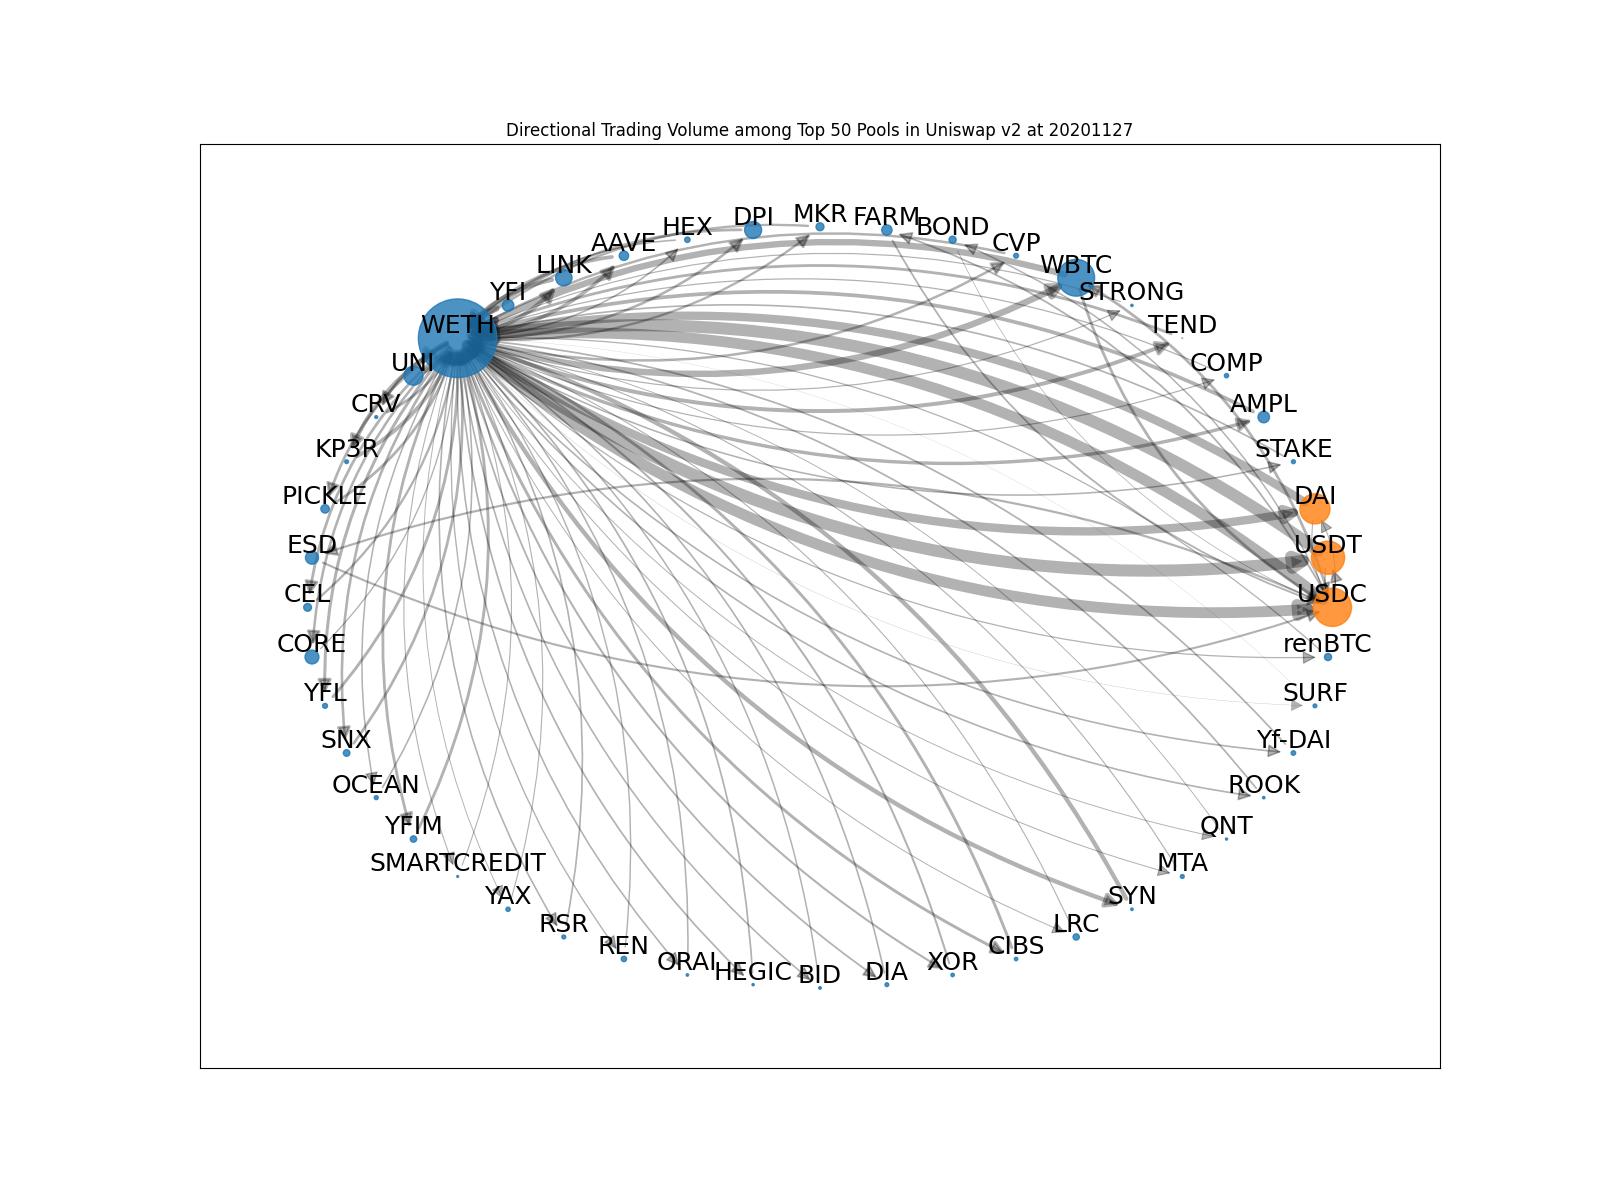 Directional Trading Volume among Top 50 Pools in Uniswap v2 at 20201127
DPI MKR FARM
HEX BOND
AAVE CVP
LINK WBTC
YFI STRONG
WETH TEND
UNI COMP
CRV AMPL
KP3R STAKE
PICKLE DAI
ESD USDT
CEL USDC
CORE renBTC
YFL SURF
SNX Yf-DAI
OCEAN ROOK
YFIM QNT
SMARTCREDIT MTA
YAX SYN
RSR LRC
REN CIBS
ORAI XOR
HEGIC BID DIA